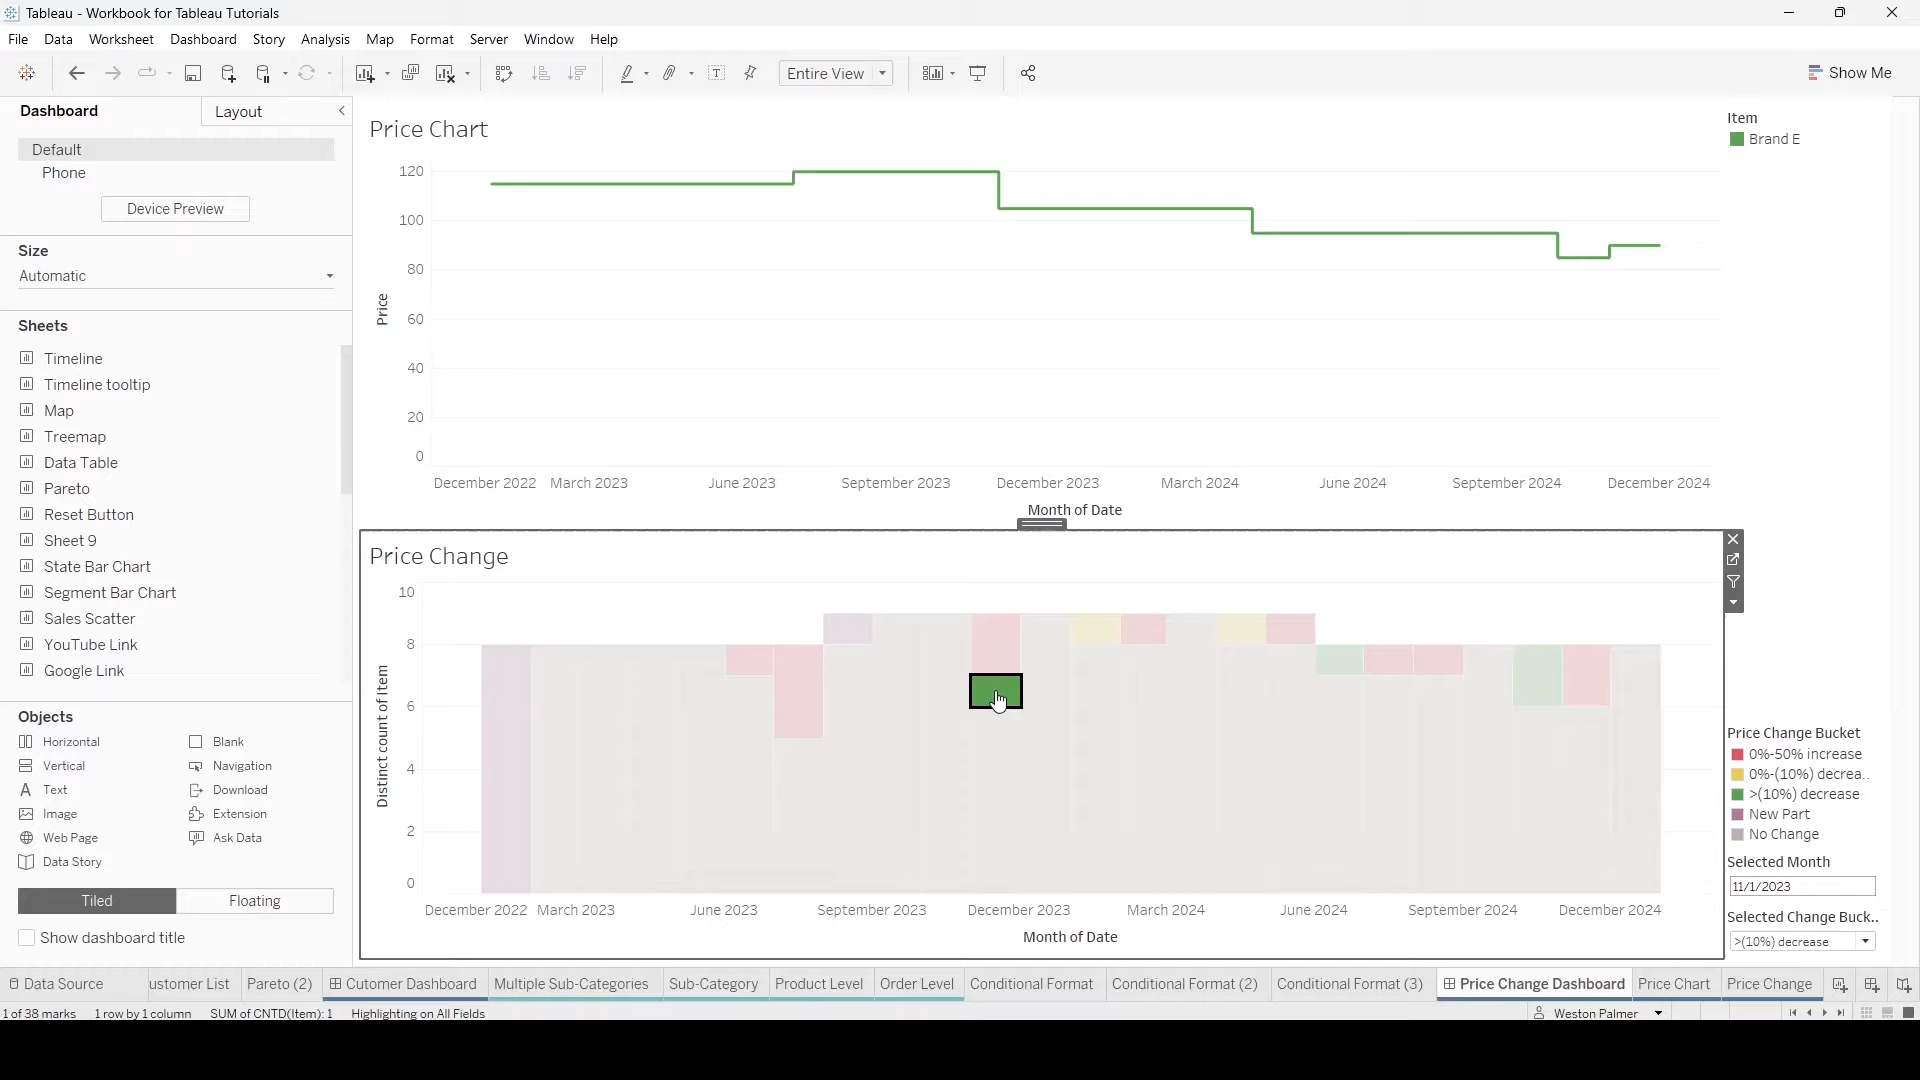 Tableau - Workbook for Tableau Tutorials
File Data Worksheet Dashboard Story Analysis Map Format Server Window Help
Entire View
Show Me
Dashboard
Layout
Default
Phone
Device Preview
Size
Automatic
Sheets
Timeline
Timeline tooltip
Map
Treemap
Data Table
Pareto
Reset Button
Sheet 9
State Bar Chart
Segment Bar Chart
Sales Scatter
YouTube Link
Google Link
Objects
Horizontal Blank
Vertical Navigation
A Text Download
Image Extension
Web Page Ask Data
Data Story
Tiled Floating
Show dashboard title
Price Chart
120
100
80
60
40
20
0
Price
December 2022 March 2023 June 2023 September 2023 December 2023 March 2024 June 2024 September 2024 December 2024
Month of Date
Item
Brand E
Price Change
10
8
6
4
2
0
Distinct count of Item
December 2022 March 2023 June 2023 September 2023 December 2023 March 2024 June 2024 September 2024 December 2024
Month of Date
Price Change Bucket
0%-50% increase
0%-(10%) decrea..
>(10%) decrease
New Part
No Change
Selected Month
11/1/2023
Selected Change Buck..
>(10%) decrease
Data Source ustomer List Pareto (2) Cutomer Dashboard Multiple Sub-Categories Sub-Category Product Level Order Level Conditional Format Conditional Format (2) Conditional Format (3) Price Change Dashboard Price Chart Price Change
1 of 38 marks 1 row by 1 column SUM of CNTD(Item): 1 Highlighting on All Fields Weston Palmer